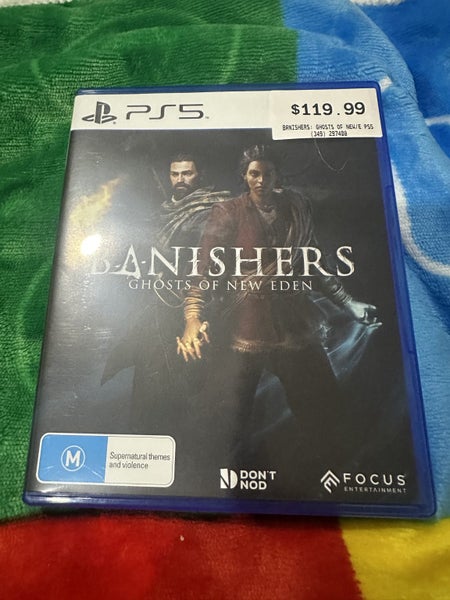 PS5
$119.99
BANISHERS: GHOSTS OF NEW/E PS5
(349) 297480
BANISHERS
GHOSTS OF NEW EDEN
M
Supernatural themes
and violence
DON'T
NOD
FOCUS
ENTERTAINMENT